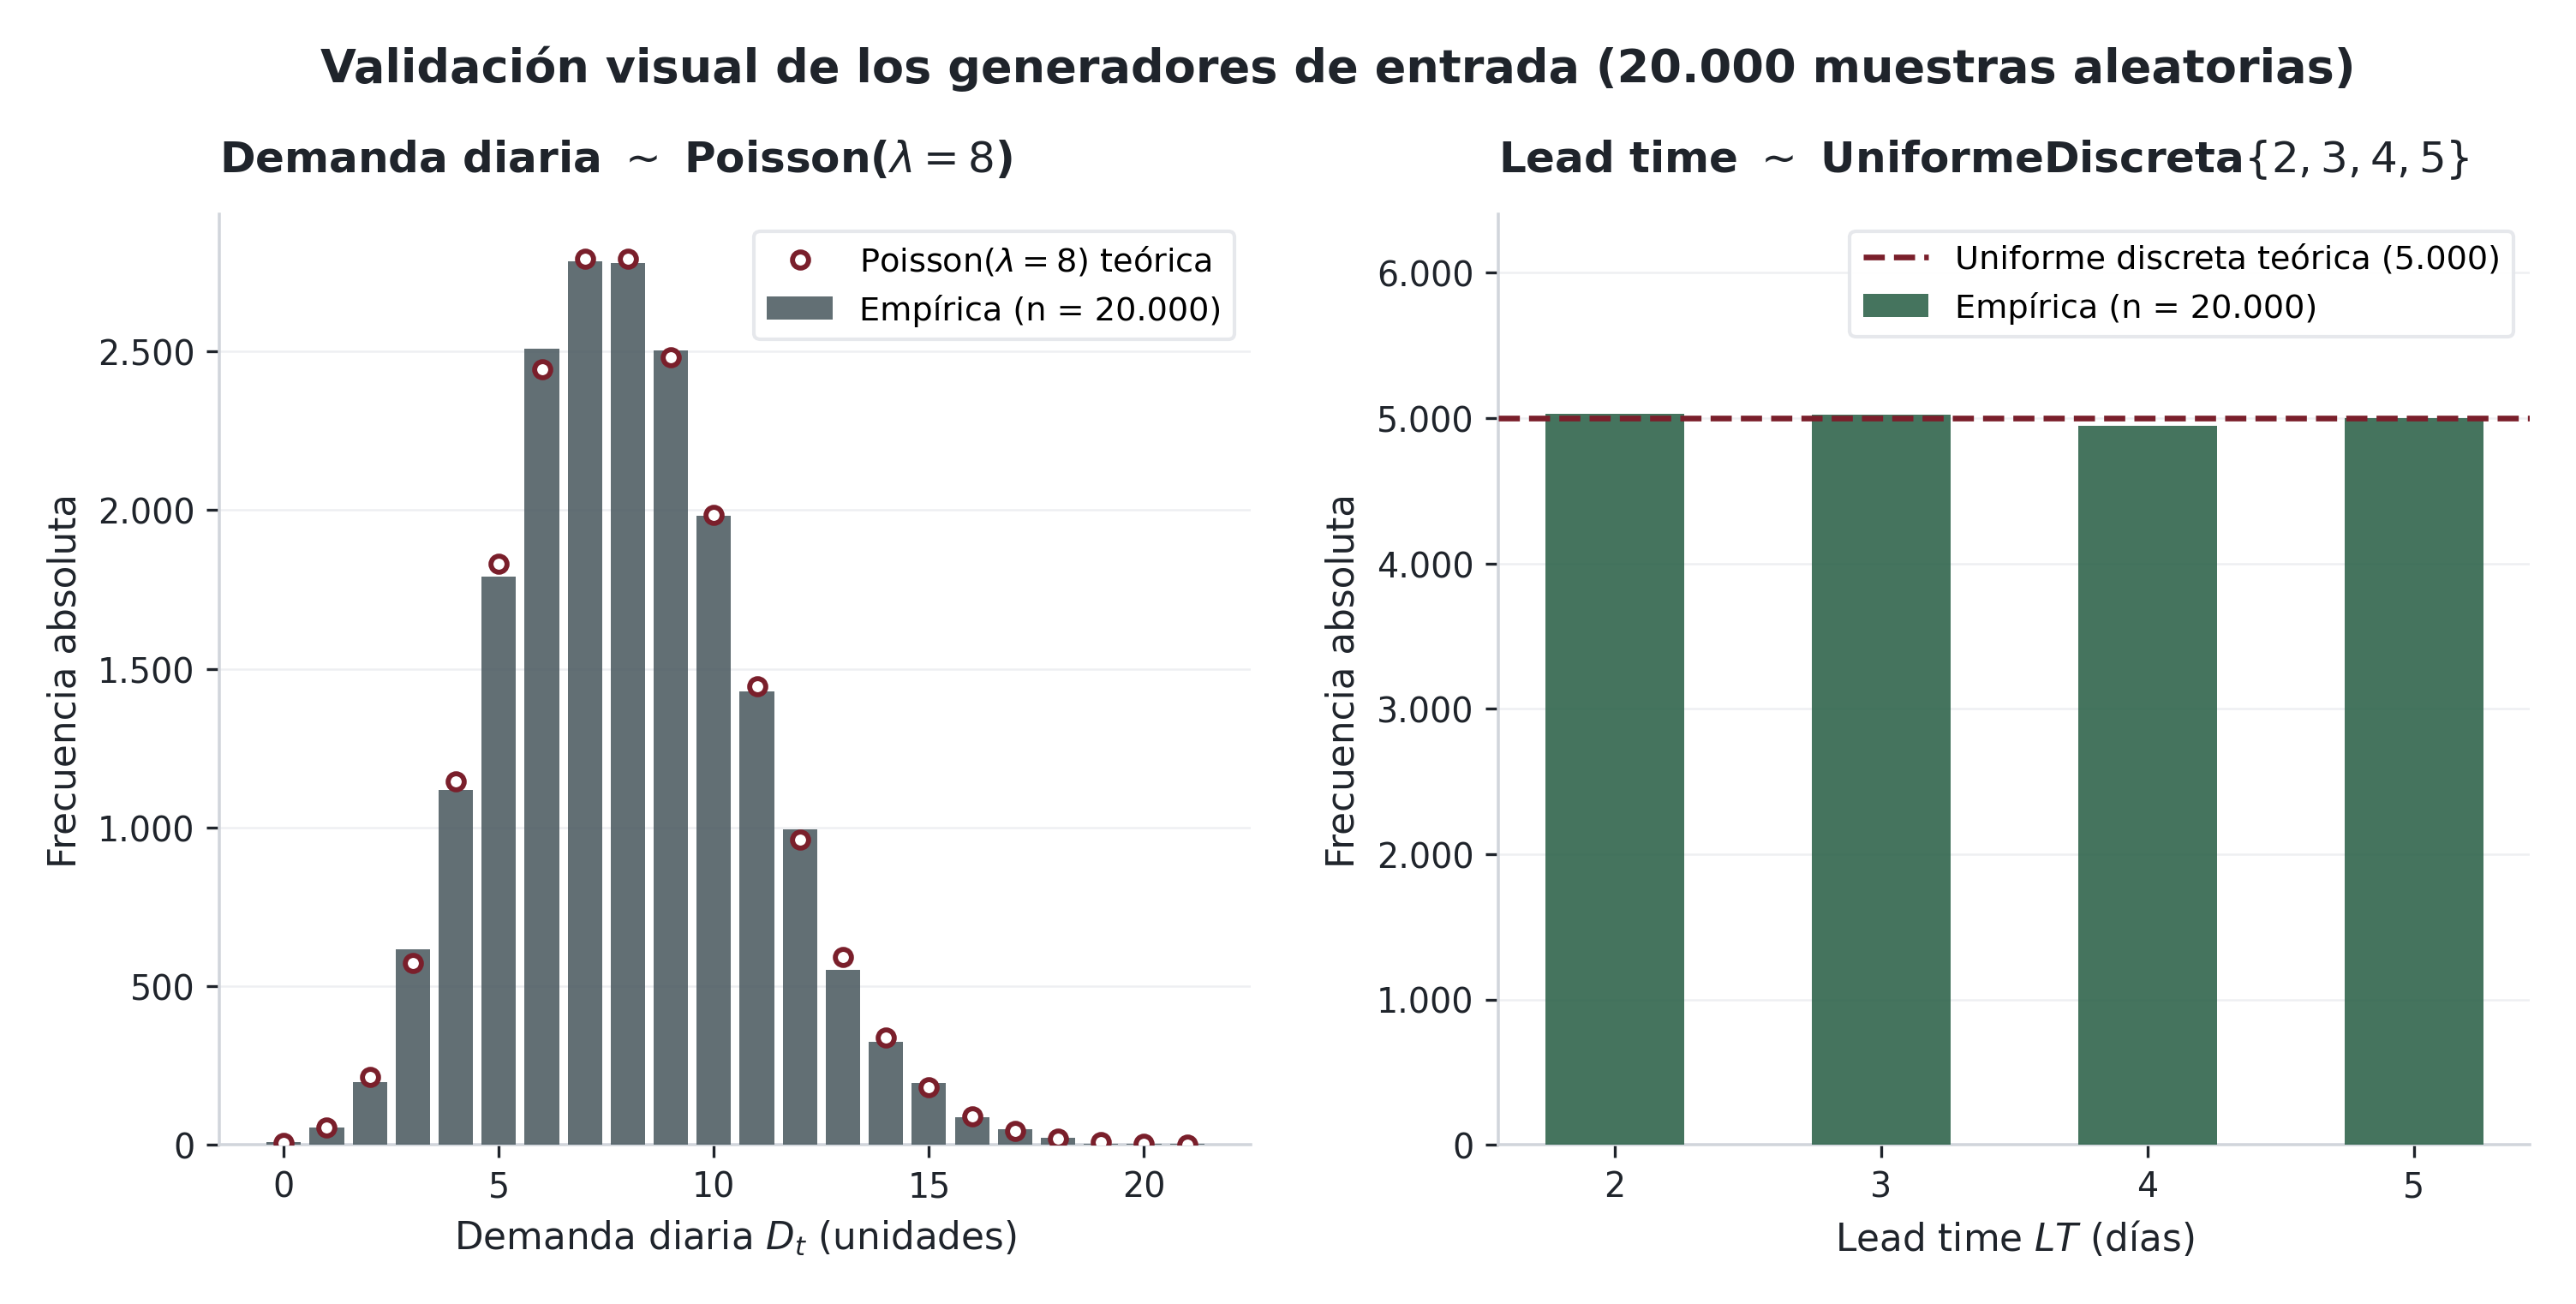 Validación visual de los generadores de entrada (20.000 muestras aleatorias)
Demanda diaria ~ Poisson(λ = 8)
Poisson(λ = 8) teórica
Empírica (n = 20.000)
Frecuencia absoluta
2.500
2.000
1.500
1.000
500
0
0 5 10 15 20
Demanda diaria Dₜ (unidades)
Lead time ~ UniformeDiscreta{2, 3, 4, 5}
Uniforme discreta teórica (5.000)
Empírica (n = 20.000)
Frecuencia absoluta
6.000
5.000
4.000
3.000
2.000
1.000
0
2 3 4 5
Lead time LT (días)